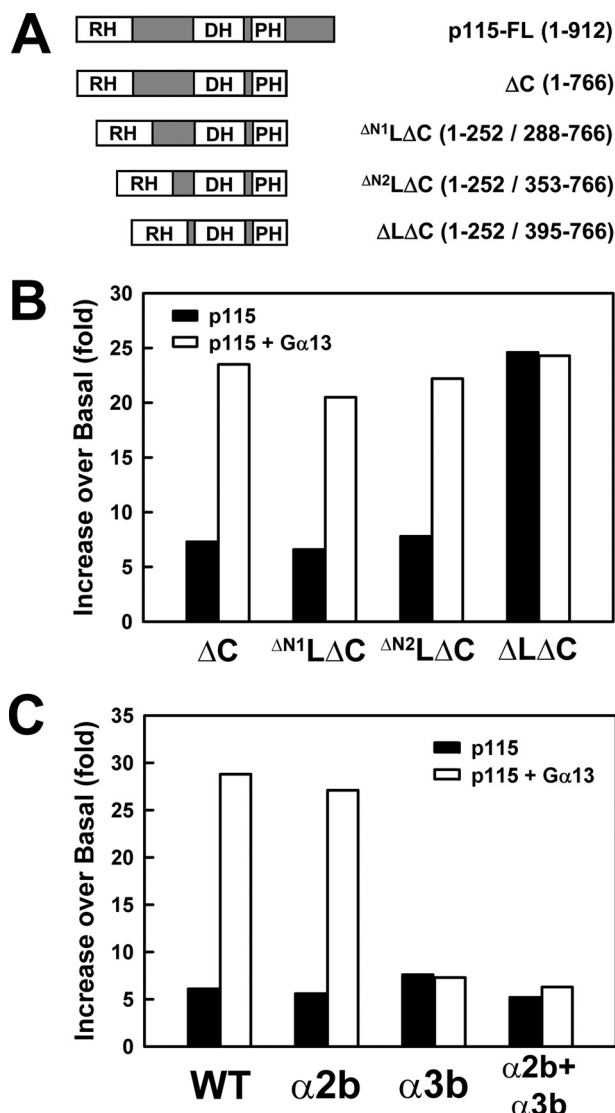 A
RH DH PH p115-FL (1-912)
RH DH PH ΔC (1-766)
RH DH PH ΔN1LΔC (1-252 / 288-766)
RH DH PH ΔN2LΔC (1-252 / 353-766)
RH DH PH ΔLΔC (1-252 / 395-766)
B
Increase over Basal (fold)
30
25
20
15
10
5
0
p115
p115 + Gα13
ΔC ΔN1LΔC ΔN2LΔC ΔLΔC
C
Increase over Basal (fold)
35
30
25
20
15
10
5
0
p115
p115 + Gα13
WT α2b α3b α2b+
α3b